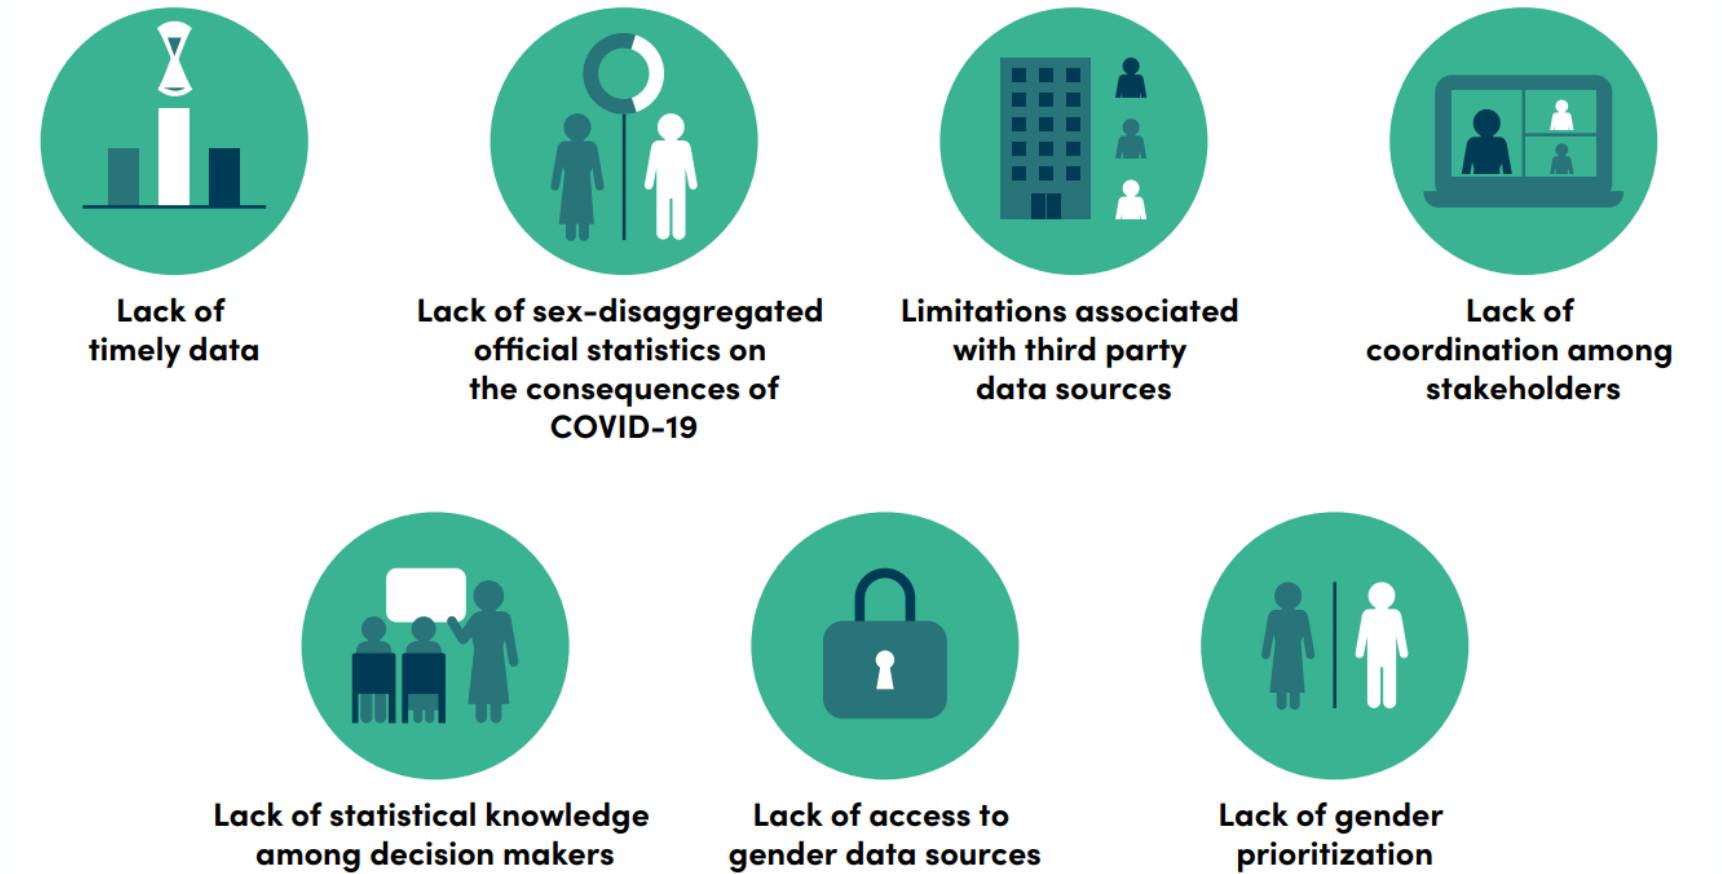 Lack of
timely data
Lack of sex-disaggregated
official statistics on
the consequences of
COVID-19
Limitations associated
with third party
data sources
Lack of
coordination among
stakeholders
Lack of statistical knowledge
among decision makers
Lack of access to
gender data sources
Lack of gender
prioritization